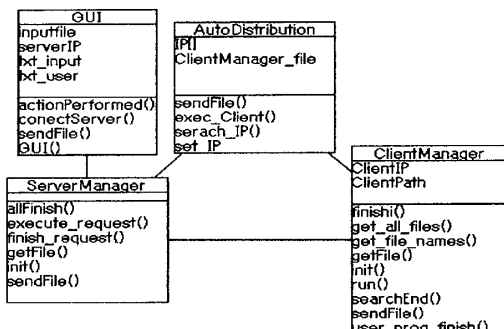 GUI
inputfile
serverIP
txt_input
txt_user
actionPerformed()
conectServer()
sendFile()
GUI()
AutoDistribution
IP[]
ClientManager_file
sendFile()
exec_Client()
serach_IP()
set_IP
ServerManager
allFinish()
execute_request()
finish_request()
getFile()
init()
sendFile()
ClientManager
ClientIP
ClientPath
finishi()
get_all_files()
get_file_names()
getFile()
init()
run()
searchEnd()
sendFile()
user_prog_finish()